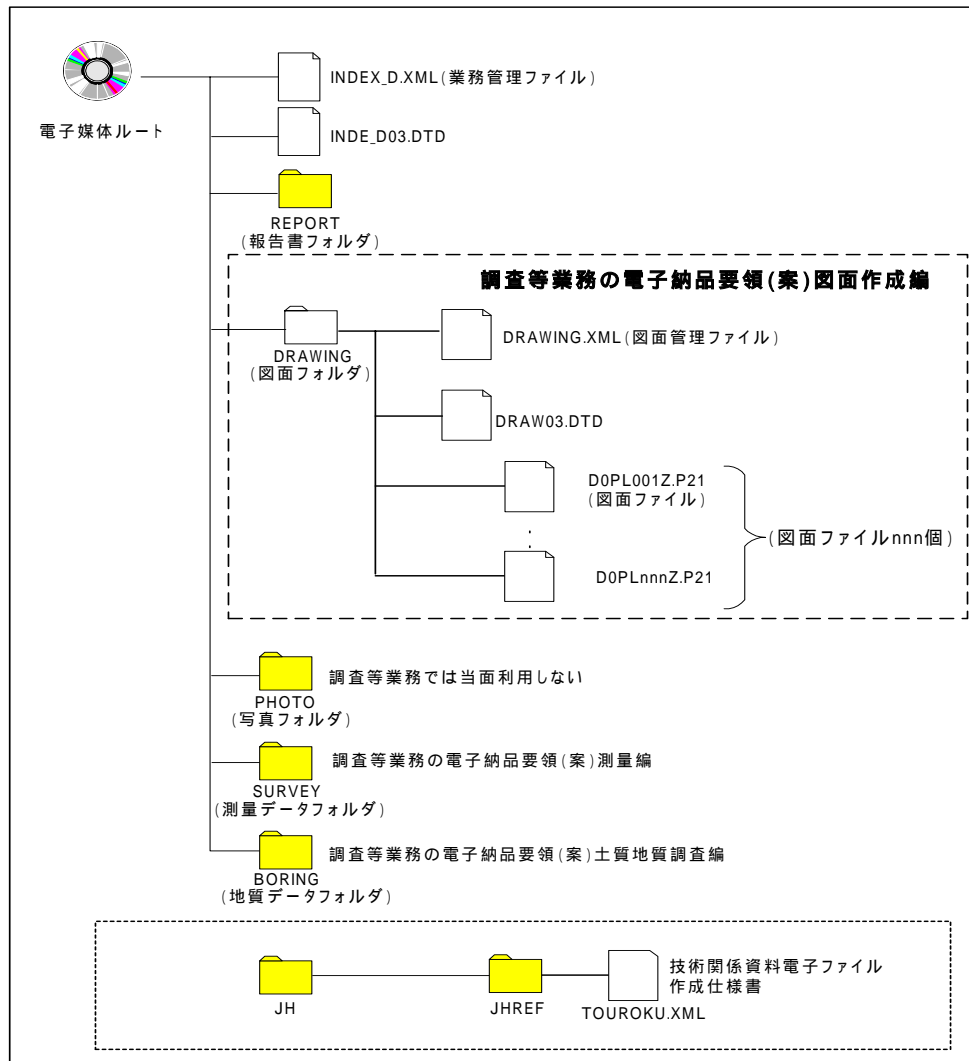 電子媒体ルート
INDEX_D.XML(業務管理ファイル)
INDE_D03.DTD
REPORT
(報告書フォルダ)
調査等業務の電子納品要領(案)図面作成編
DRAWING
(図面フォルダ)
DRAWING.XML(図面管理ファイル)
DRAW03.DTD
D0PL001Z.P21
(図面ファイル)
D0PLnnnZ.P21
(図面ファイルnnn個)
PHOTO
(写真フォルダ)
調査等業務では当面利用しない
SURVEY
(測量データフォルダ)
調査等業務の電子納品要領(案)測量編
BORING
(地質データフォルダ)
調査等業務の電子納品要領(案)土質地質調査編
JH
JHREF
TOUROKU.XML
技術関係資料電子ファイル
作成仕様書